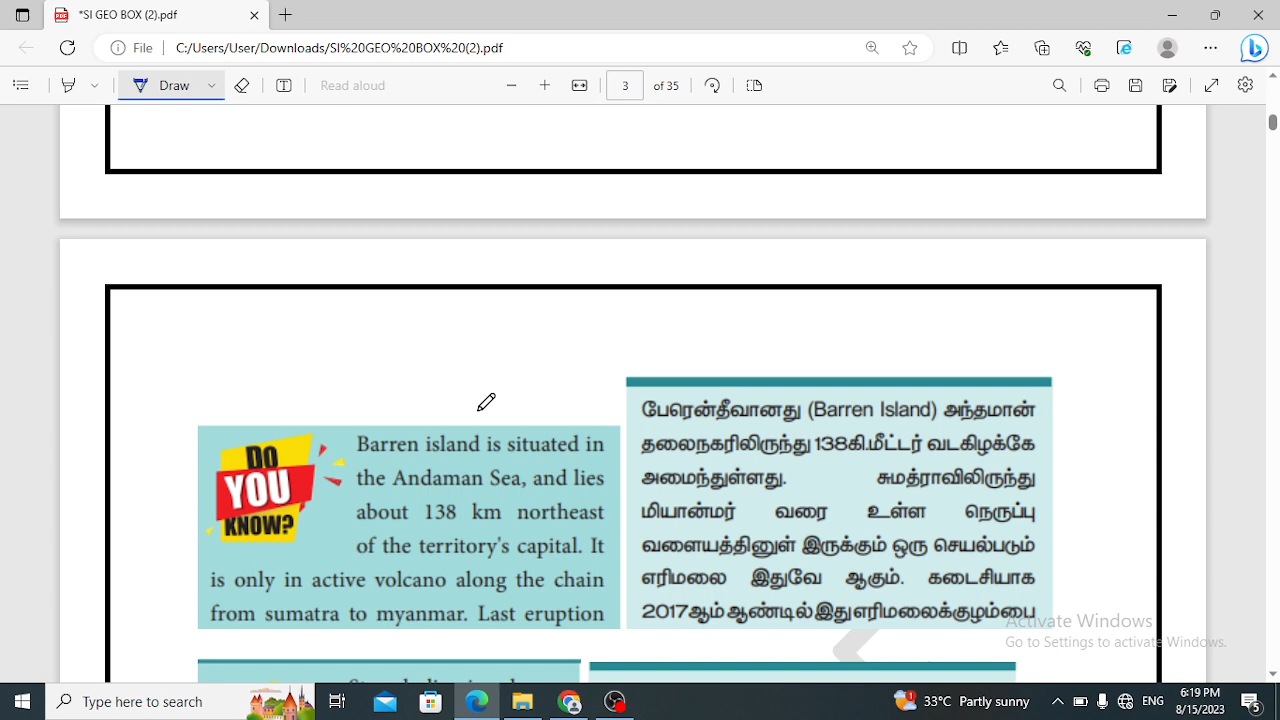 *SI GEO BOX (2).pdf
File
C:/Users/User/Downloads/SI%20GEO%20BOX%20(2).pdf
Draw
Read aloud
3
of 35
DO
YOU
KNOW?
Barren island is situated in
the Andaman Sea, and lies
about 138 km northeast
of the territory's capital. It
is only in active volcano along the chain
from sumatra to myanmar. Last eruption
பேரென்தீவானது (Barren Island) அந்தமான்
தலைநகரிலிருந்து 138கி.மீட்டர் வடகிழக்கே
அமைந்துள்ளது. சுமத்ராவிலிருந்து
மியான்மர் வரை உள்ள நெருப்பு
வளையத்தினுள் இருக்கும் ஒரு செயல்படும்
எரிமலை இதுவே ஆகும். கடைசியாக
2017ஆம் ஆண்டில் இது எரிமலைக்குழம்பை
Activate Windows
Go to Settings to activate Windows.
Type here to search
1
33°C Partly sunny
ENG
6:19 PM
8/15/2023
5